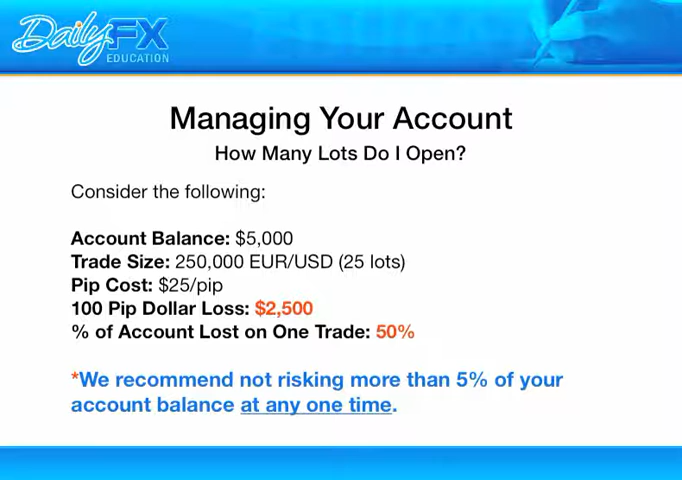 DailyFX
EDUCATION
Managing Your Account
How Many Lots Do I Open?
Consider the following:
Account Balance: $5,000
Trade Size: 250,000 EUR/USD (25 lots)
Pip Cost: $25/pip
100 Pip Dollar Loss: $2,500
% of Account Lost on One Trade: 50%
*We recommend not risking more than 5% of your
account balance at any one time.